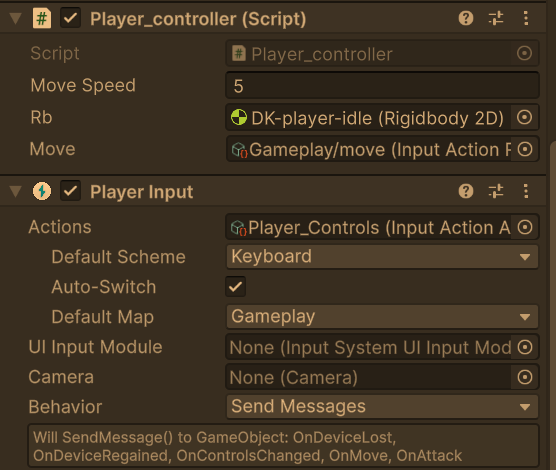 Player_controller (Script)
Script Player_controller
Move Speed 5
Rb DK-player-idle (Rigidbody 2D)
Move Gameplay/move (Input Action R
Player Input
Actions Player_Controls (Input Action A
Default Scheme Keyboard
Auto-Switch
Default Map Gameplay
UI Input Module None (Input System UI Input Mod
Camera None (Camera)
Behavior Send Messages
Will SendMessage() to GameObject: OnDeviceLost,
OnDeviceRegained, OnControlsChanged, OnMove, OnAttack